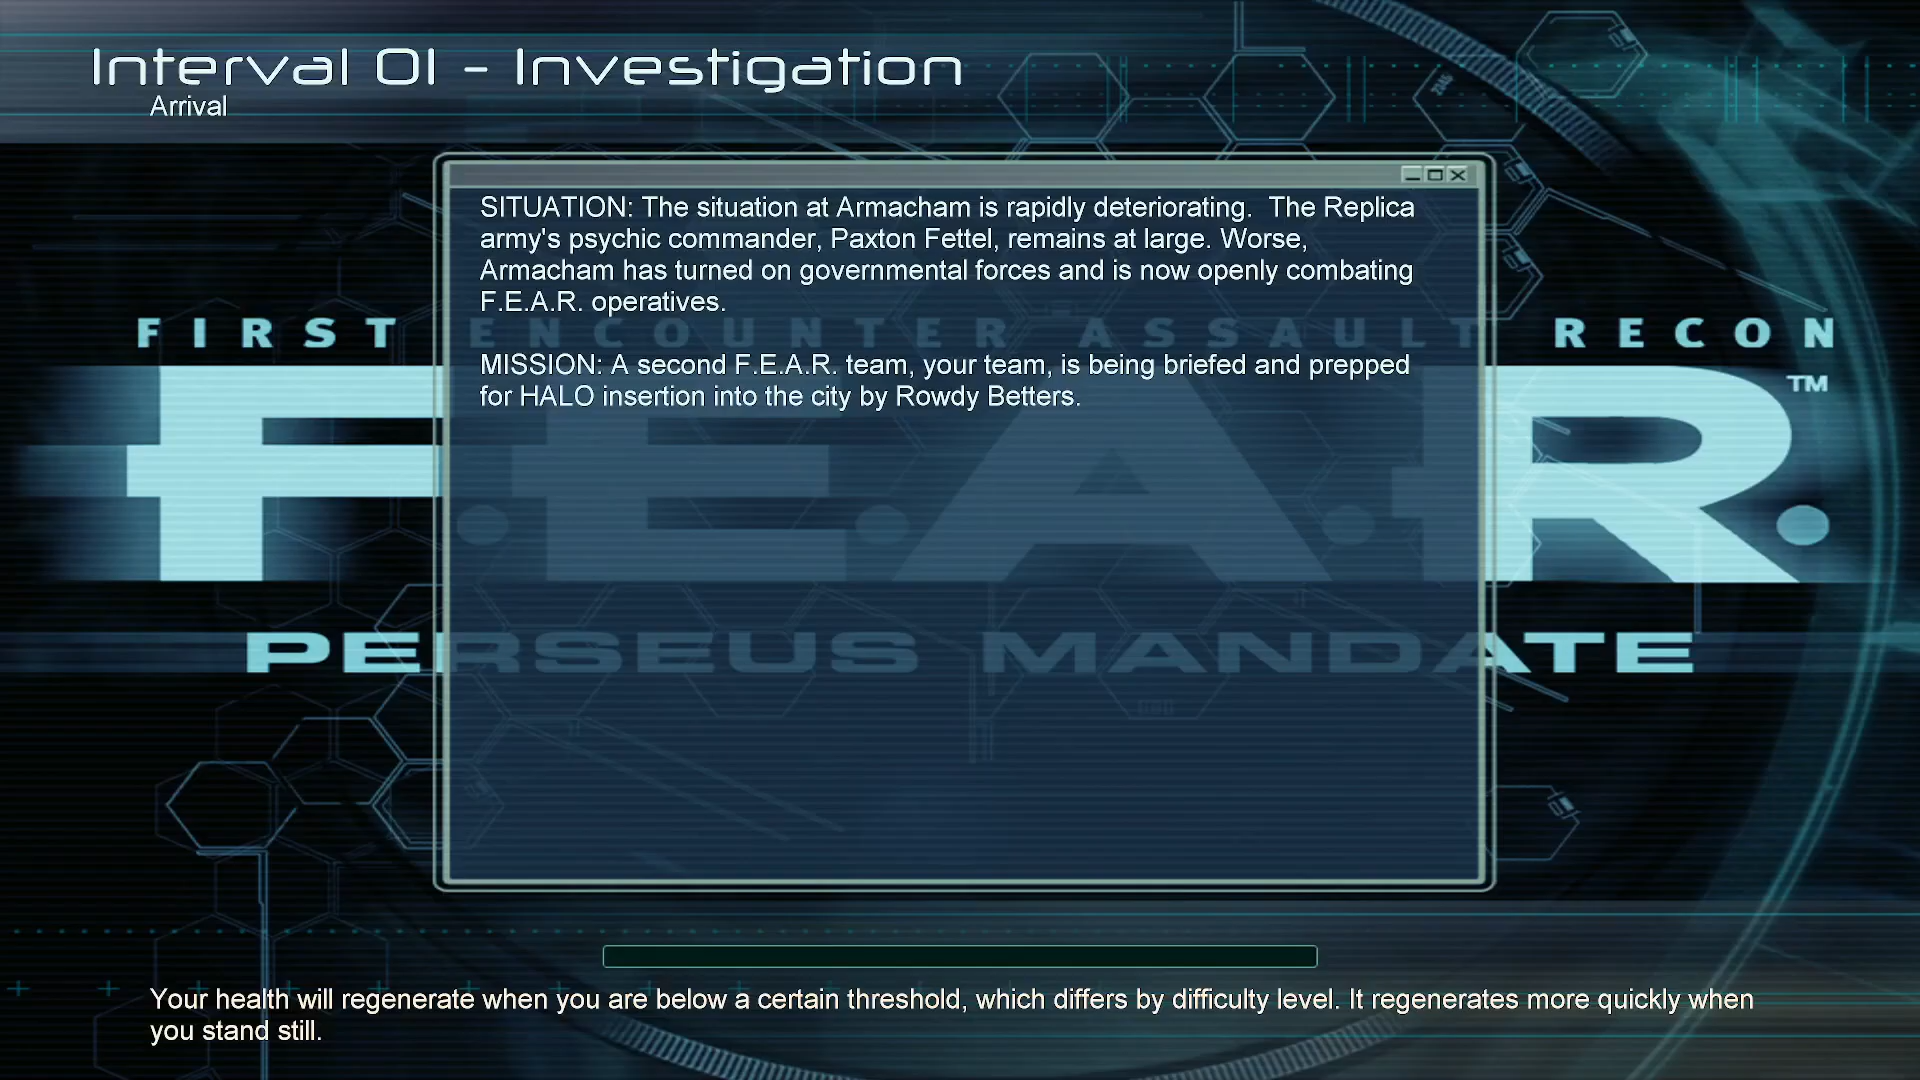 Interval 01 - Investigation
Arrival
SITUATION: The situation at Armacham is rapidly deteriorating.  The Replica
army's psychic commander, Paxton Fettel, remains at large. Worse,
Armacham has turned on governmental forces and is now openly combating
F.E.A.R. operatives.
MISSION: A second F.E.A.R. team, your team, is being briefed and prepped
for HALO insertion into the city by Rowdy Betters.
FIRST ENCOUNTER ASSAULT RECON
F.E.A.R.™
PERSEUS MANDATE
Your health will regenerate when you are below a certain threshold, which differs by difficulty level. It regenerates more quickly when
you stand still.